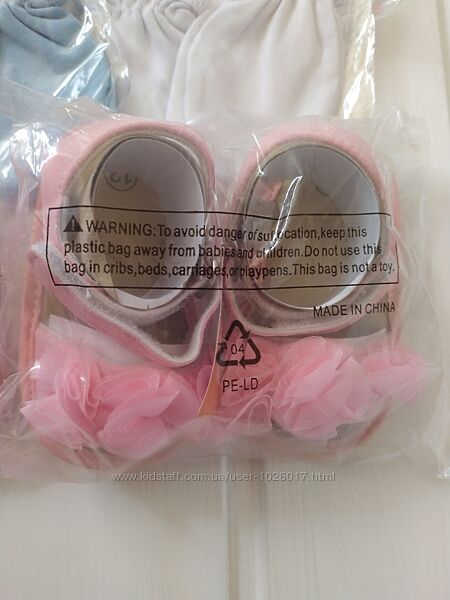 WARNING: To avoid danger of suffocation, keep this
plastic bag away from babies and children. Do not use this
bag in cribs, beds, carriages, or playpens. This bag is not a toy.
MADE IN CHINA
04
PE-LD
www.kidstaff.com.ua/user-1026017.html